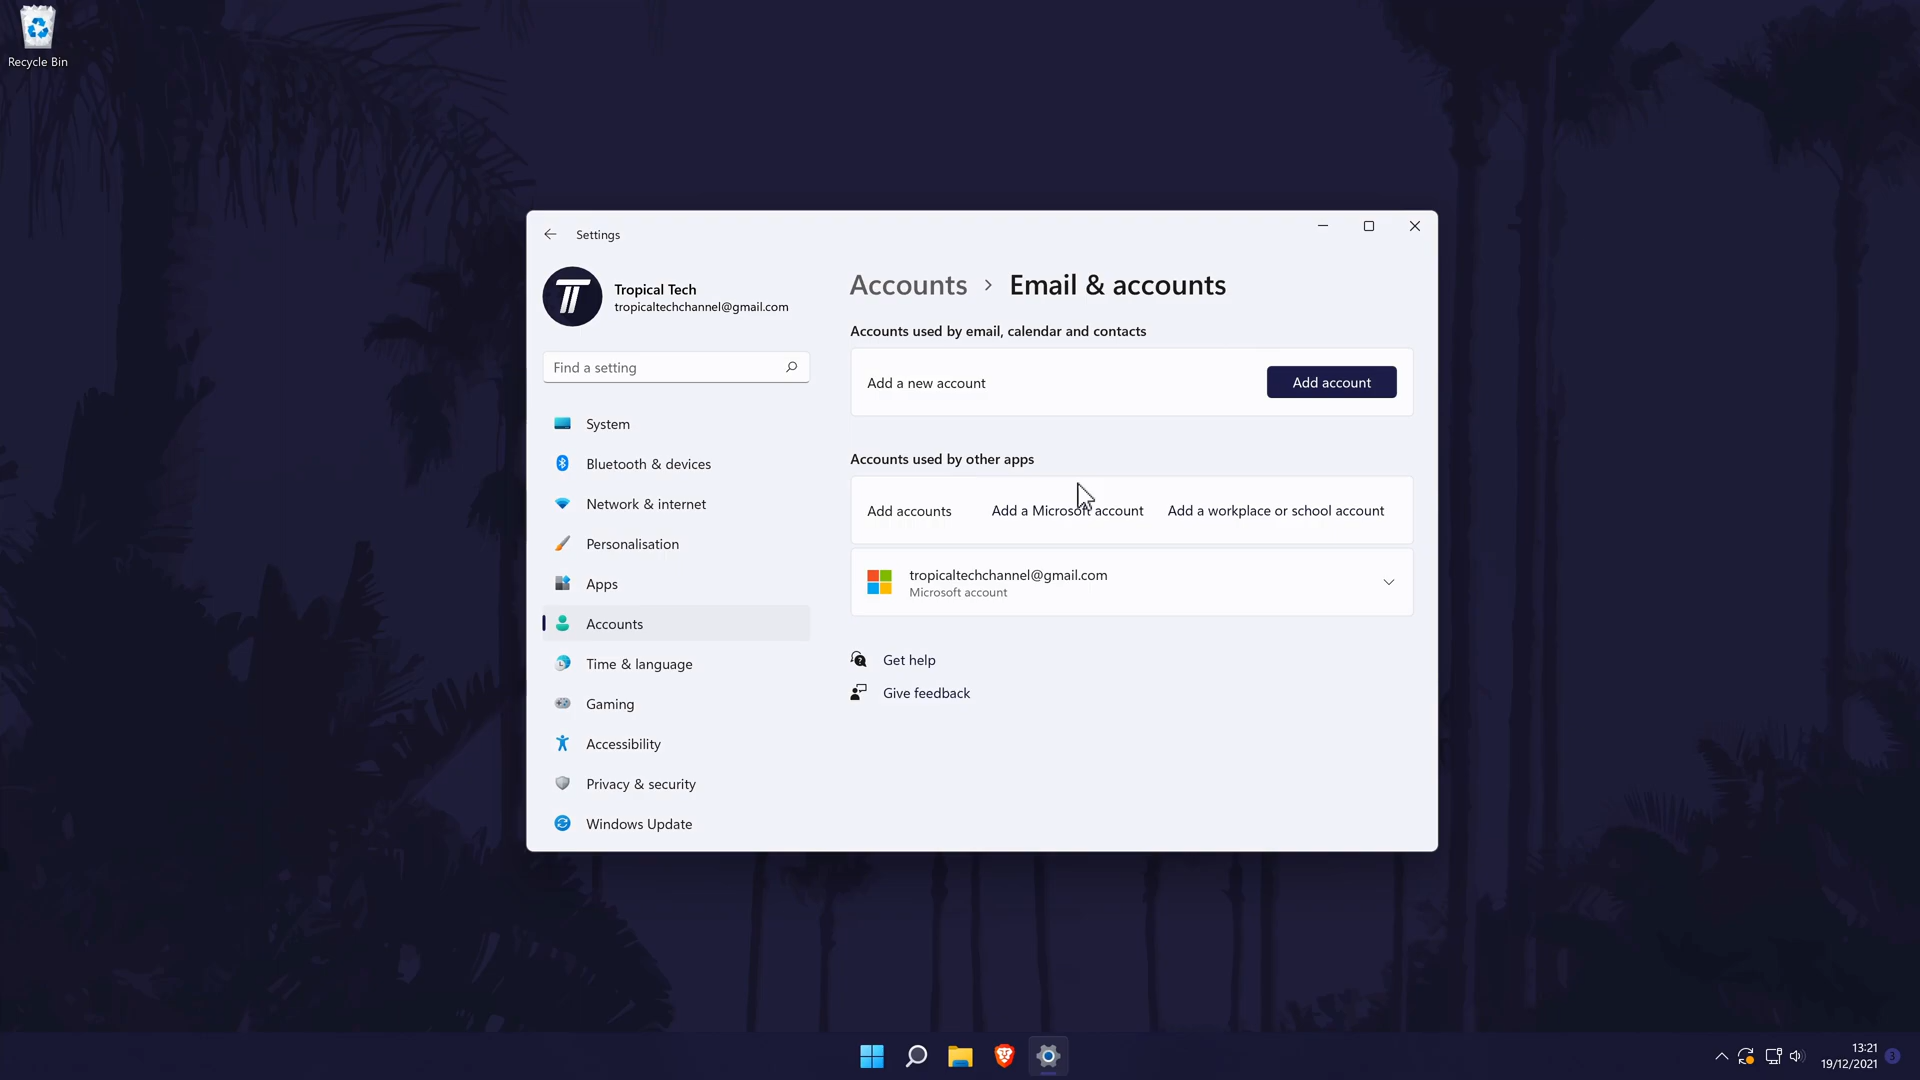 Recycle Bin
Settings
Tropical Tech
tropicaltechchannel@gmail.com
Find a setting
System
Bluetooth & devices
Network & internet
Personalisation
Apps
Accounts
Time & language
Gaming
Accessibility
Privacy & security
Windows Update
Accounts > Email & accounts
Accounts used by email, calendar and contacts
Add a new account Add account
Accounts used by other apps
Add accounts Add a Microsoft account Add a workplace or school account
tropicaltechchannel@gmail.com
Microsoft account
Get help
Give feedback
13:21
19/12/2021
3